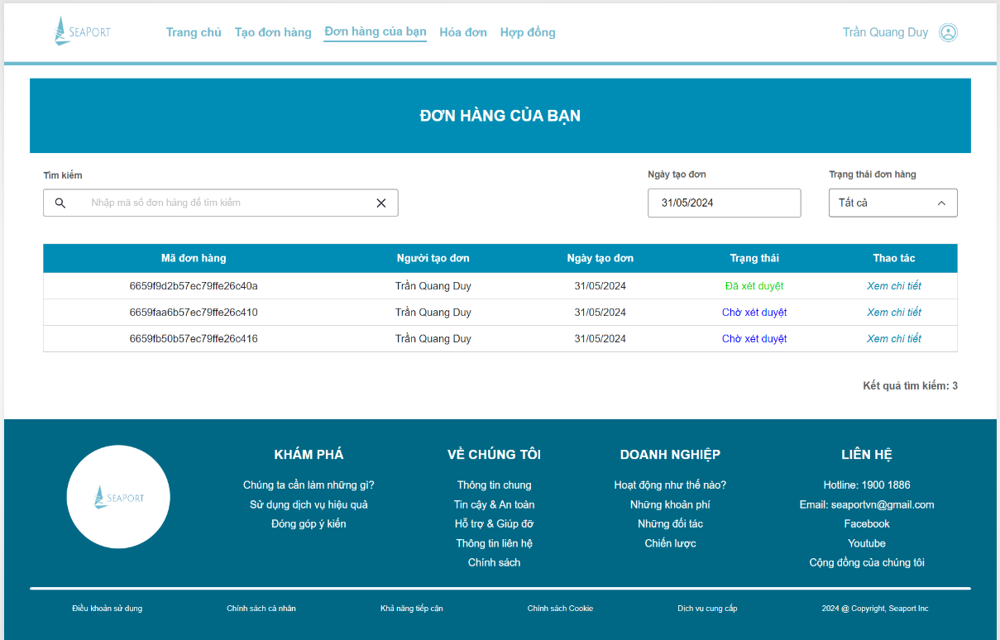 SEAPORT
Trang chủ Tạo đơn hàng Đơn hàng của bạn Hóa đơn Hợp đồng Trần Quang Duy
ĐƠN HÀNG CỦA BẠN
Tìm kiếm Ngày tạo đơn Trạng thái đơn hàng
Nhập mã số đơn hàng để tìm kiếm 31/05/2024 Tất cả
Mã đơn hàng Người tạo đơn Ngày tạo đơn Trạng thái Thao tác
6659f9d2b57ec79ffe26c40a Trần Quang Duy 31/05/2024 Đã xét duyệt Xem chi tiết
6659faa6b57ec79ffe26c410 Trần Quang Duy 31/05/2024 Chờ xét duyệt Xem chi tiết
6659fb50b57ec79ffe26c416 Trần Quang Duy 31/05/2024 Chờ xét duyệt Xem chi tiết
Kết quả tìm kiếm: 3
SEAPORT
KHÁM PHÁ
Chúng ta cần làm những gì?
Sử dụng dịch vụ hiệu quả
Đóng góp ý kiến
VỀ CHÚNG TÔI
Thông tin chung
Tin cậy & An toàn
Hỗ trợ & Giúp đỡ
Thông tin liên hệ
Chính sách
DOANH NGHIỆP
Hoạt động như thế nào?
Những khoản phí
Những đối tác
Chiến lược
LIÊN HỆ
Hotline: 1900 1886
Email: seaportvn@gmail.com
Facebook
Youtube
Cộng đồng của chúng tôi
Điều khoản sử dụng Chính sách cá nhân Khả năng tiếp cận Chính sách Cookie Dịch vụ cung cấp 2024 @ Copyright, Seaport Inc